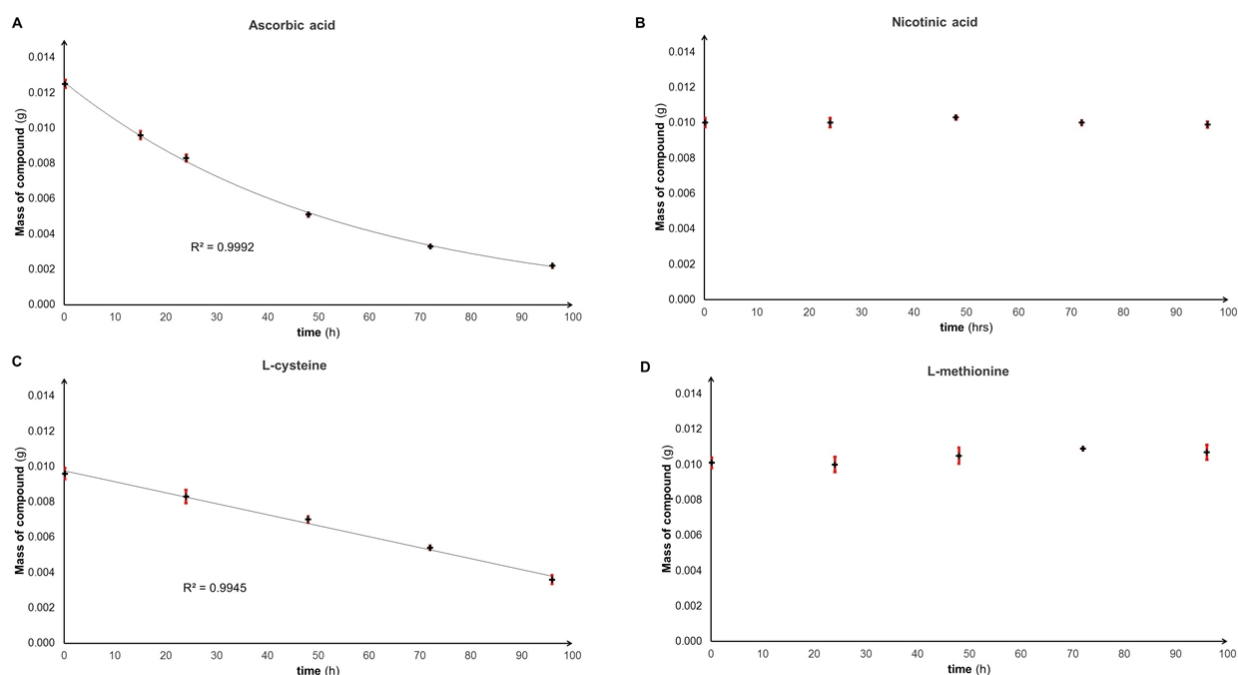 A
Ascorbic acid
Mass of compound (g)
0.014
0.012
0.010
0.008
0.006
0.004
0.002
0.000
R² = 0.9992
0 10 20 30 40 50 60 70 80 90 100
time (h)
B
Nicotinic acid
Mass of compound (g)
0.014
0.012
0.010
0.008
0.006
0.004
0.002
0.000
0 10 20 30 40 50 60 70 80 90 100
time (hrs)
C
L-cysteine
Mass of compound (g)
0.014
0.012
0.010
0.008
0.006
0.004
0.002
0.000
R² = 0.9945
0 10 20 30 40 50 60 70 80 90 100
time (h)
D
L-methionine
Mass of compound (g)
0.014
0.012
0.010
0.008
0.006
0.004
0.002
0.000
0 10 20 30 40 50 60 70 80 90 100
time (h)